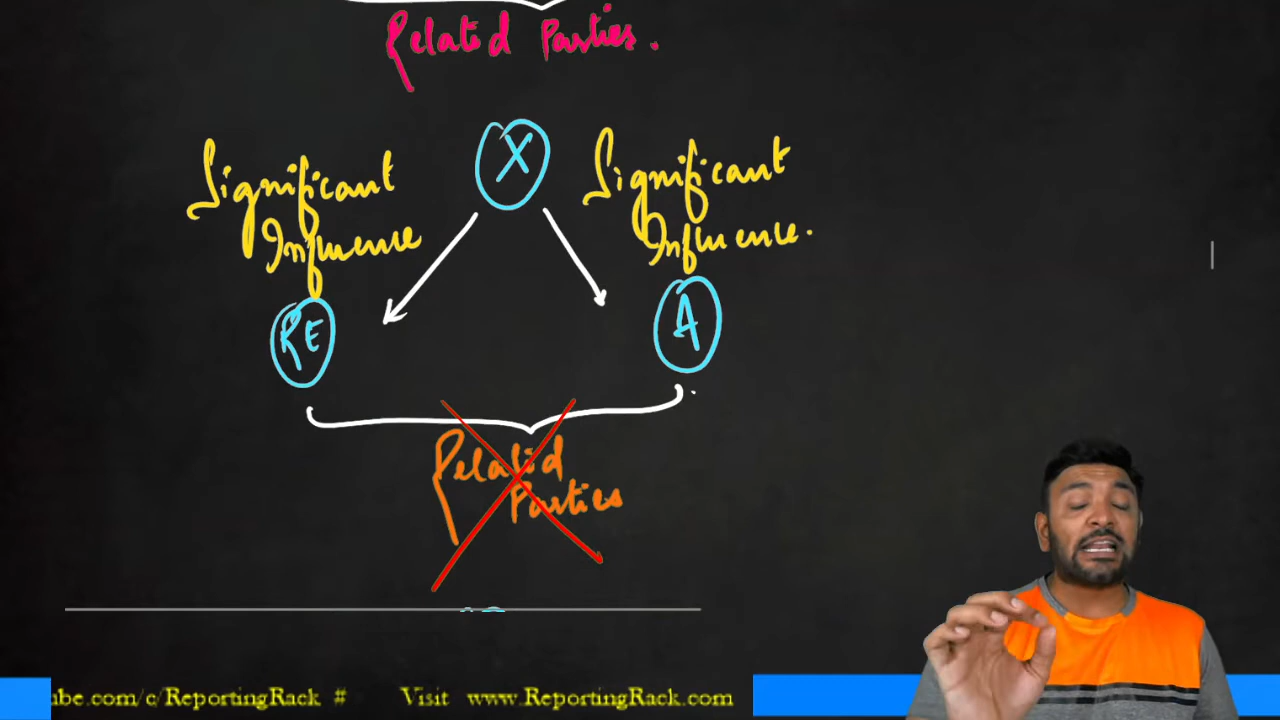 Related Parties.
X
Significant
Influence
Significant
Influence.
RE
A
Related
Parties
ube.com/c/ReportingRack # Visit www.ReportingRack.com